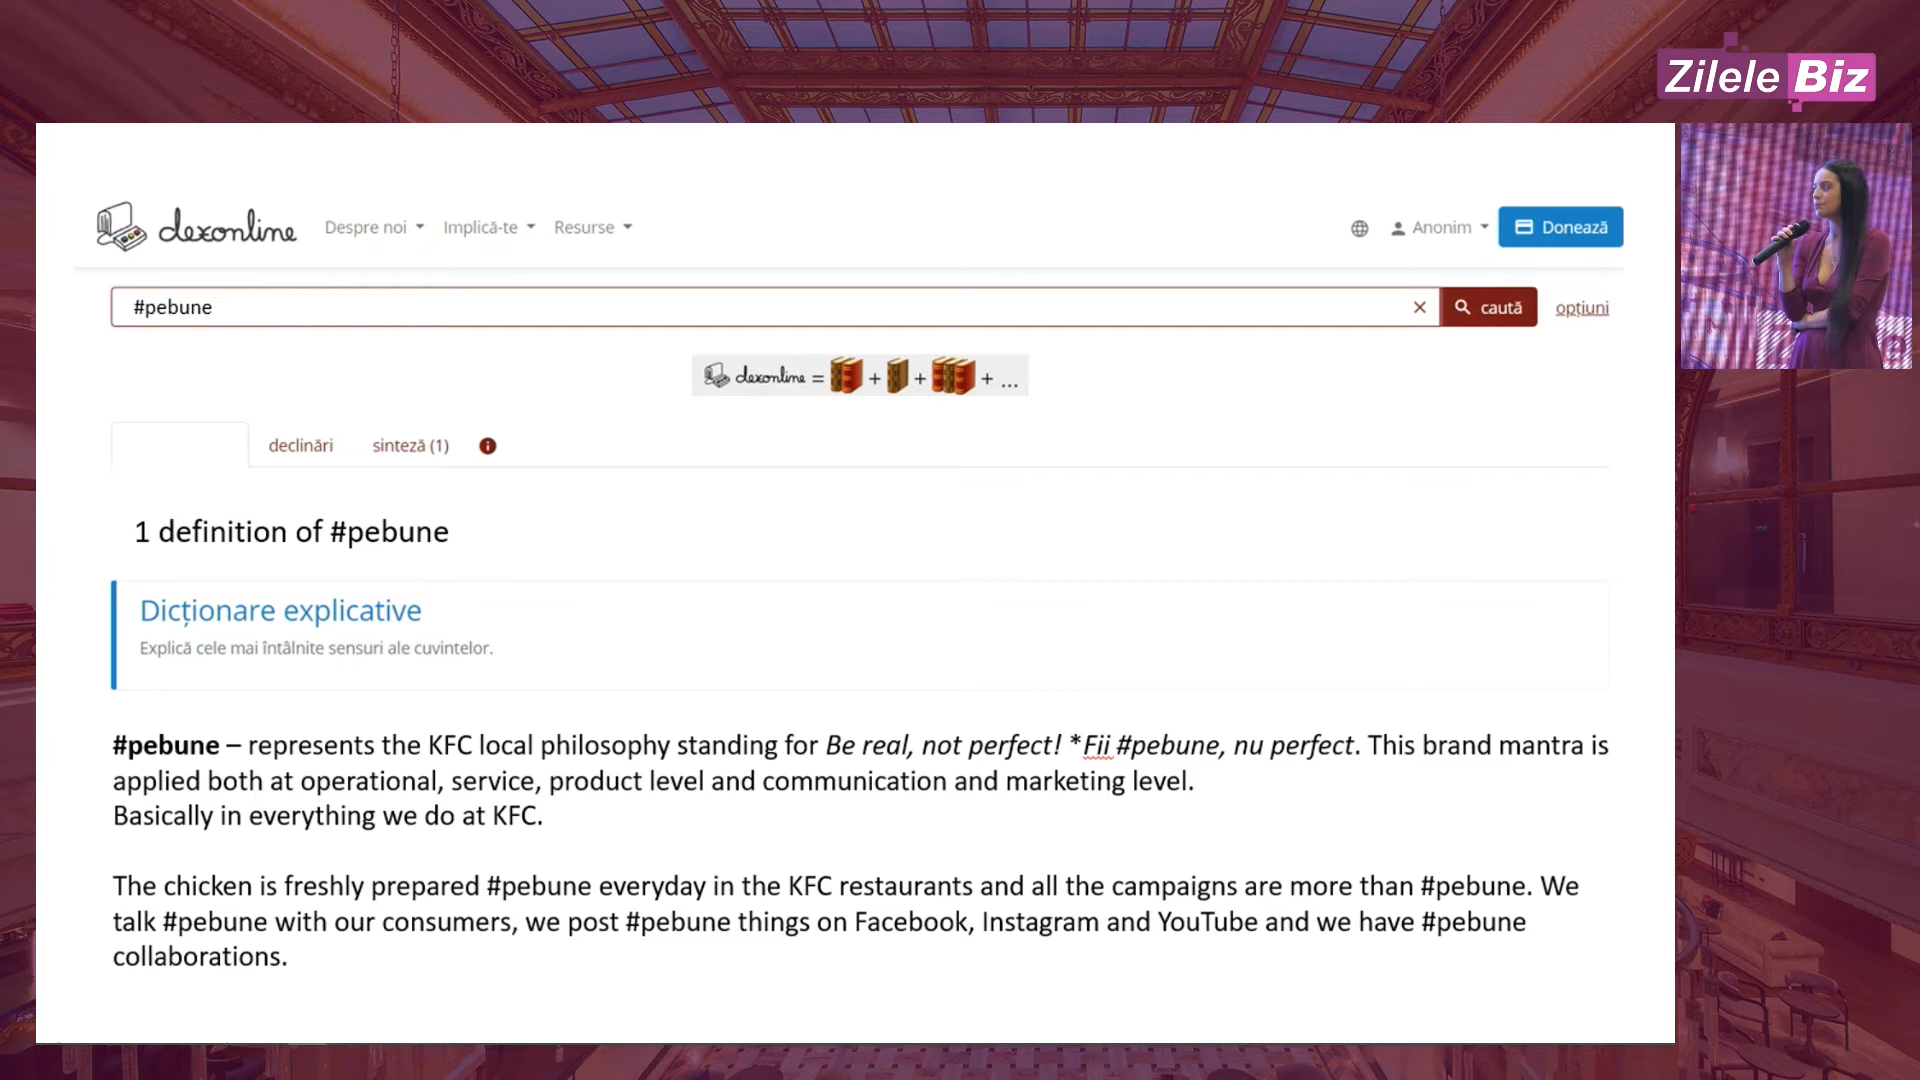 Zilele Biz
dexonline Despre noi Implică-te Resurse Anonim Donează
#pebune caută opțiuni
dexonline = + + + ...
declinări sinteză (1)
1 definition of #pebune
Dicționare explicative
Explică cele mai întâlnite sensuri ale cuvintelor.
#pebune – represents the KFC local philosophy standing for Be real, not perfect! *Fii #pebune, nu perfect. This brand mantra is
applied both at operational, service, product level and communication and marketing level.
Basically in everything we do at KFC.
The chicken is freshly prepared #pebune everyday in the KFC restaurants and all the campaigns are more than #pebune. We
talk #pebune with our consumers, we post #pebune things on Facebook, Instagram and YouTube and we have #pebune
collaborations.